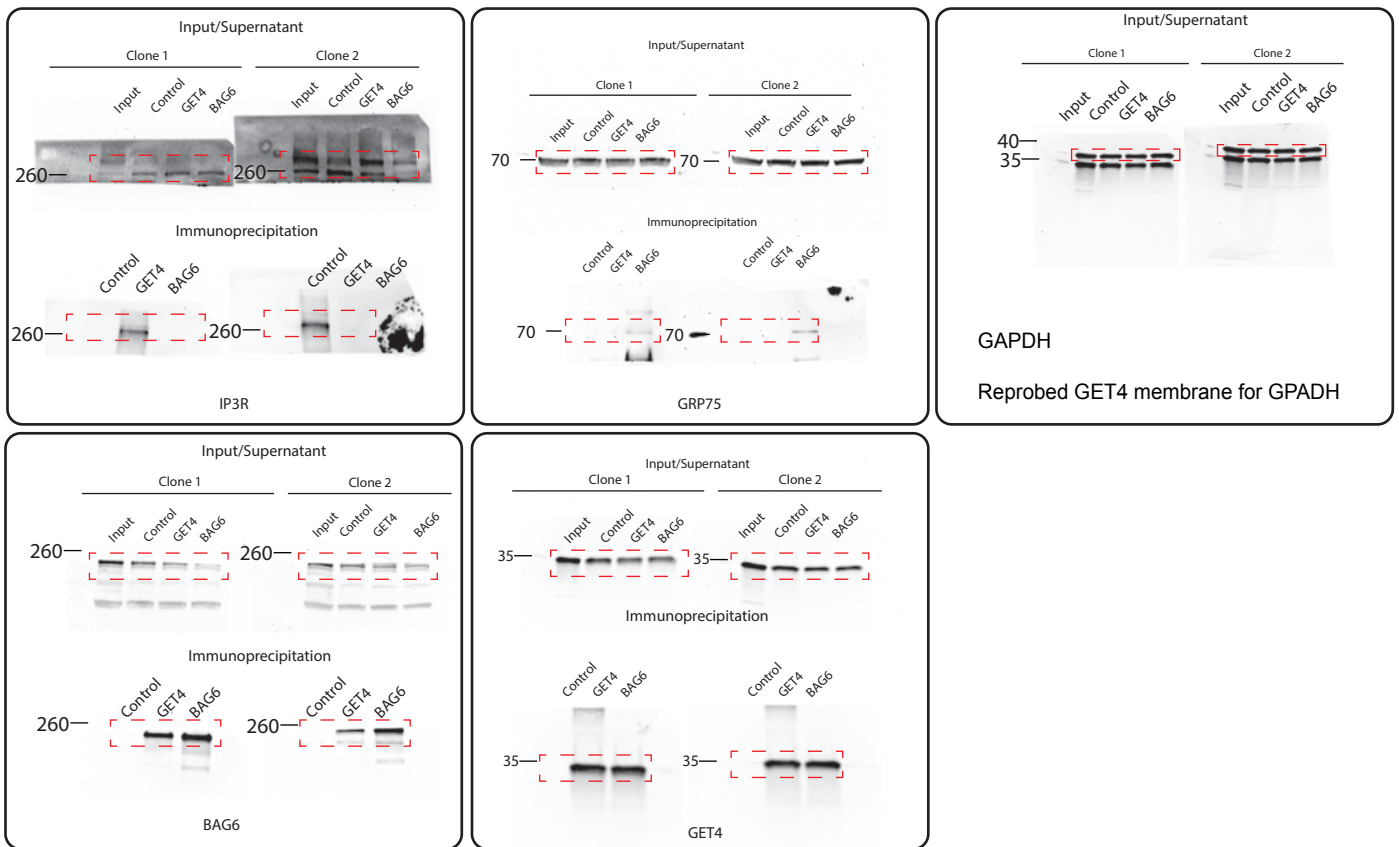 Input/Supernatant
Clone 1 Clone 2
Input Control GET4 BAG6 Input Control GET4 BAG6
260 260
Immunoprecipitation
Control GET4 BAG6 Control GET4 BAG6
260 260
IP3R
Input/Supernatant
Clone 1 Clone 2
Input Control GET4 BAG6 Input Control GET4 BAG6
70 70
Immunoprecipitation
Control GET4 BAG6 Control GET4 BAG6
70 70
GRP75
Input/Supernatant
Clone 1 Clone 2
Input Control GET4 BAG6 Input Control GET4 BAG6
40
35
GAPDH
Reprobed GET4 membrane for GPADH
Input/Supernatant
Clone 1 Clone 2
Input Control GET4 BAG6 Input Control GET4 BAG6
260 260
Immunoprecipitation
Control GET4 BAG6 Control GET4 BAG6
260 260
BAG6
Input/Supernatant
Clone 1 Clone 2
Input Control GET4 BAG6 Input Control GET4 BAG6
35 35
Immunoprecipitation
Control GET4 BAG6 Control GET4 BAG6
35 35
GET4